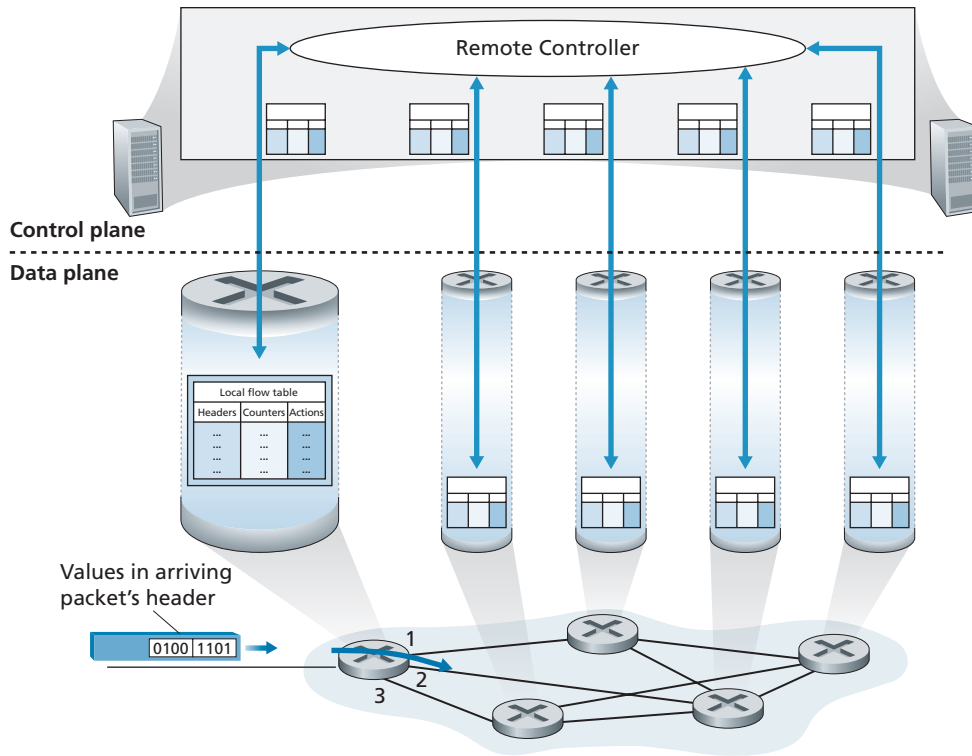 Remote Controller
Control plane
Data plane
Local flow table
Headers Counters Actions
... ... ...
... ... ...
... ... ...
... ... ...
Values in arriving
packet's header
0100 1101
1
2
3